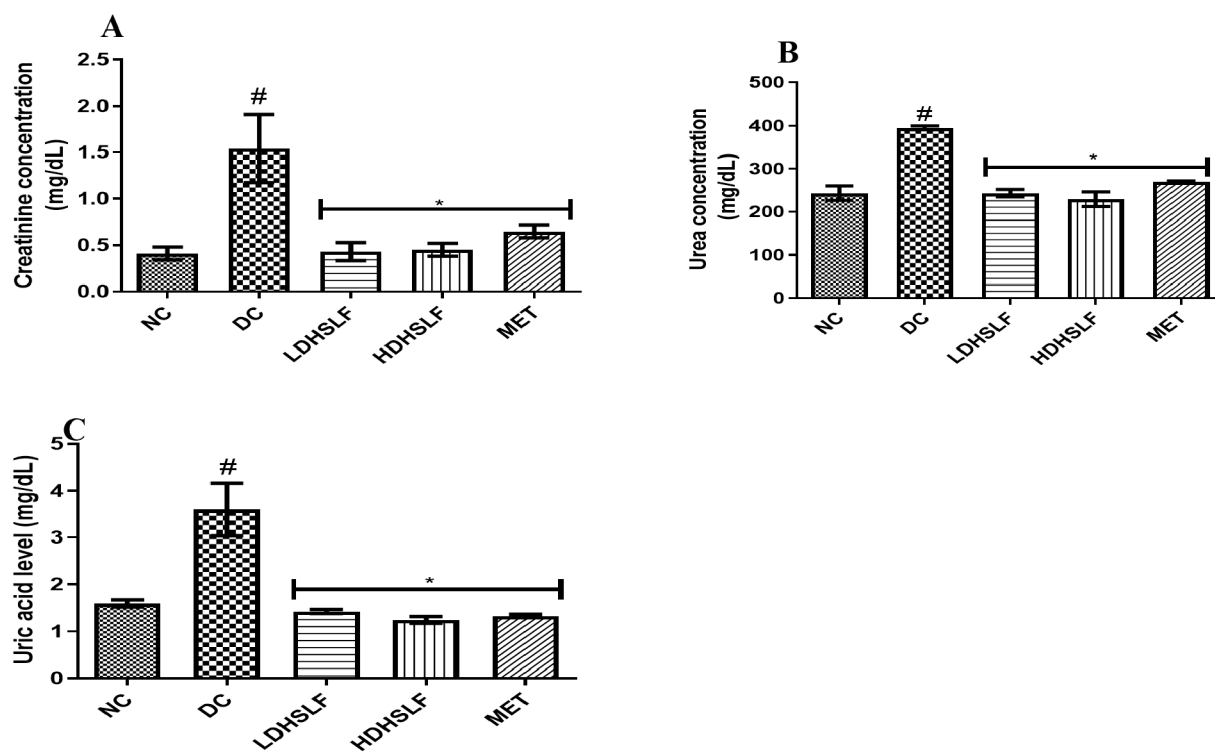 A
Creatinine concentration
(mg/dL)
2.5
2.0
1.5
1.0
0.5
0.0
#
*
NC
DC
LDHSLF
HDHSLF
MET
B
Urea concentration
(mg/dL)
500
400
300
200
100
0
#
*
NC
DC
LDHSLF
HDHSLF
MET
C
Uric acid level (mg/dL)
5
4
3
2
1
0
#
*
NC
DC
LDHSLF
HDHSLF
MET